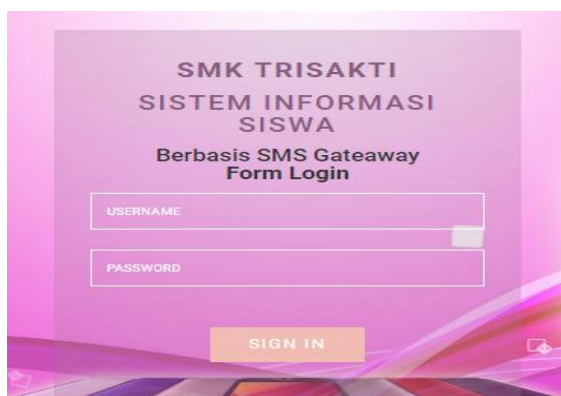 SMK TRISAKTI
SISTEM INFORMASI
SISWA
Berbasis SMS Gateaway
Form Login
USERNAME
PASSWORD
SIGN IN